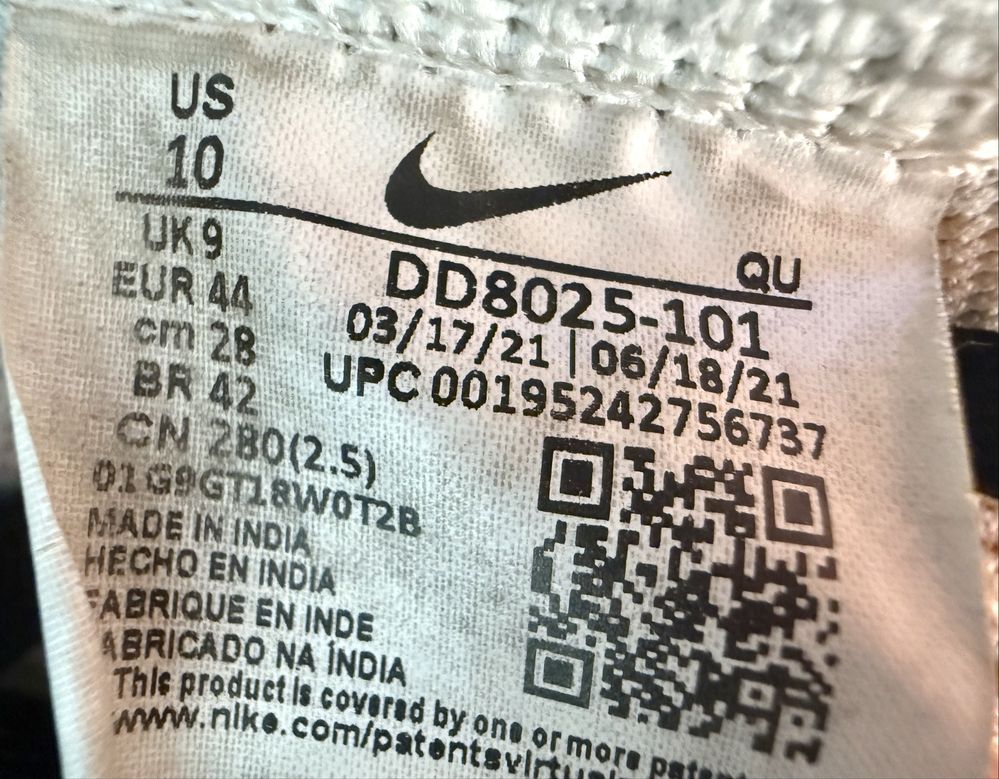 US
10
UK 9
EUR 44
cm 28
BR 42
CN 280(2.5)
QU
DD8025-101
03/17/21 | 06/18/21
UPC 00195242756737
01G9GT18W0T2B
MADE IN INDIA
HECHO EN INDIA
FABRIQUE EN INDE
ABRICADO NA ÍNDIA
This product is covered by one or more
www.nike.com/patents